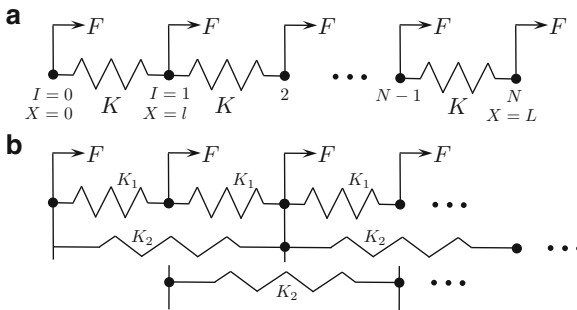 a
F F F F F
I = 0 I = 1 2 N − 1 N
X = 0 K X = l K K X = L
b
F F F F
K₁ K₁ K₁
K₂ K₂
K₂